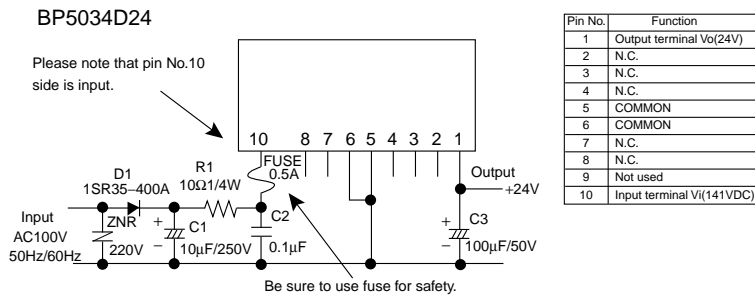 BP5034D24
Please note that pin No.10
side is input.
10 8 7 6 5 4 3 2 1
FUSE
0.5A
R1
10Ω1/4W
D1
1SR35–400A
Output
+24V
Input
AC100V
50Hz/60Hz
ZNR
220V
+
–
C1
10μF/250V
C2
0.1μF
+
–
C3
100μF/50V
Be sure to use fuse for safety.
Pin No. Function
1 Output terminal Vo(24V)
2 N.C.
3 N.C.
4 N.C.
5 COMMON
6 COMMON
7 N.C.
8 N.C.
9 Not used
10 Input terminal Vi(141VDC)